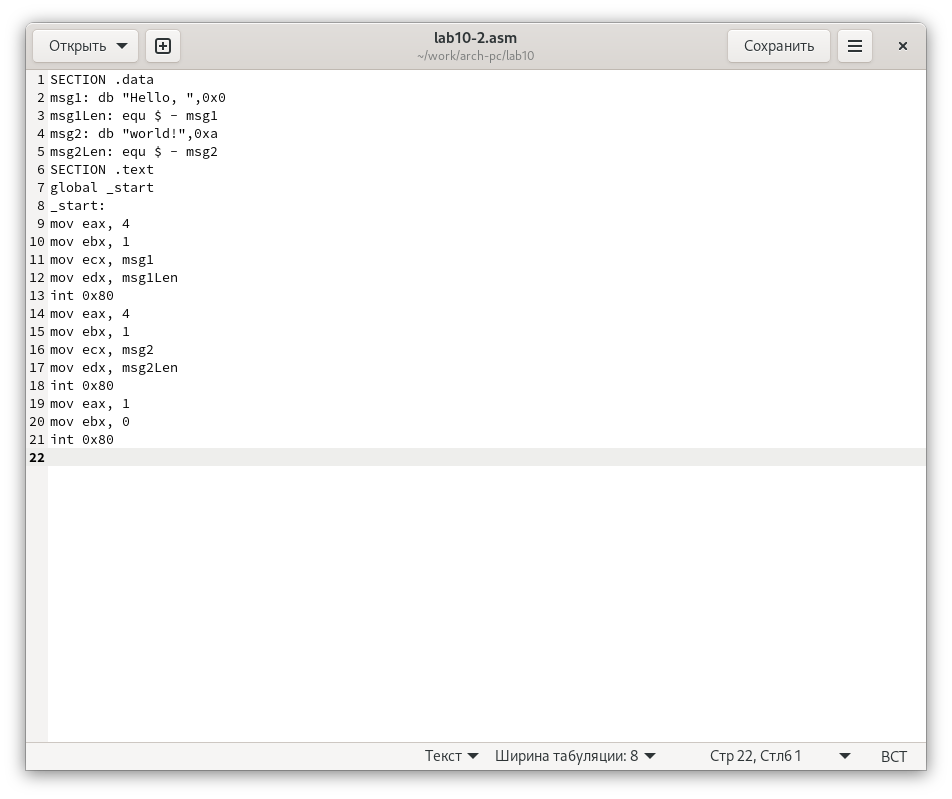 Открыть
lab10-2.asm
~/work/arch-pc/lab10
Сохранить
1 SECTION .data
2 msg1: db "Hello, ",0x0
3 msg1Len: equ $ - msg1
4 msg2: db "world!",0xa
5 msg2Len: equ $ - msg2
6 SECTION .text
7 global _start
8 _start:
9 mov eax, 4
10 mov ebx, 1
11 mov ecx, msg1
12 mov edx, msg1Len
13 int 0x80
14 mov eax, 4
15 mov ebx, 1
16 mov ecx, msg2
17 mov edx, msg2Len
18 int 0x80
19 mov eax, 1
20 mov ebx, 0
21 int 0x80
22
Текст Ширина табуляции: 8 Стр 22, Стлб 1 ВСТ